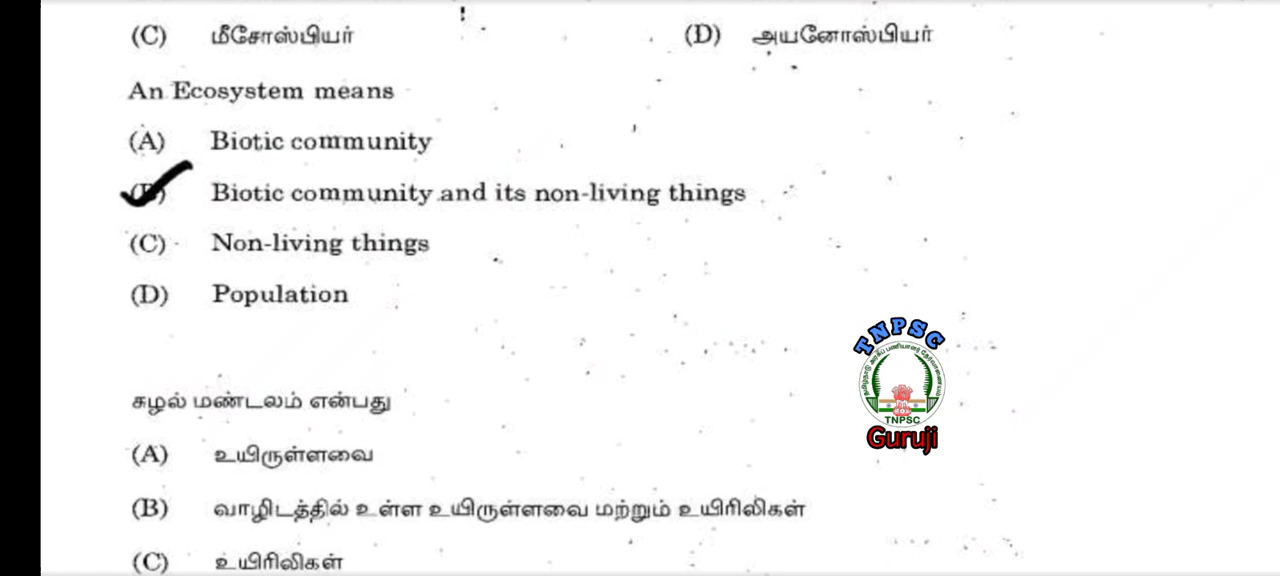 (C) மீசோஸ்பியர் (D) அயனோஸ்பியர்
An Ecosystem means
(A) Biotic community
(B) Biotic community and its non-living things
(C) Non-living things
(D) Population
சுழல் மண்டலம் என்பது
(A) உயிருள்ளவை
(B) வாழிடத்தில் உள்ள உயிருள்ளவை மற்றும் உயிரிலிகள்
(C) உயிரிலிகள்
TNPSC
TNPSC
Guruji